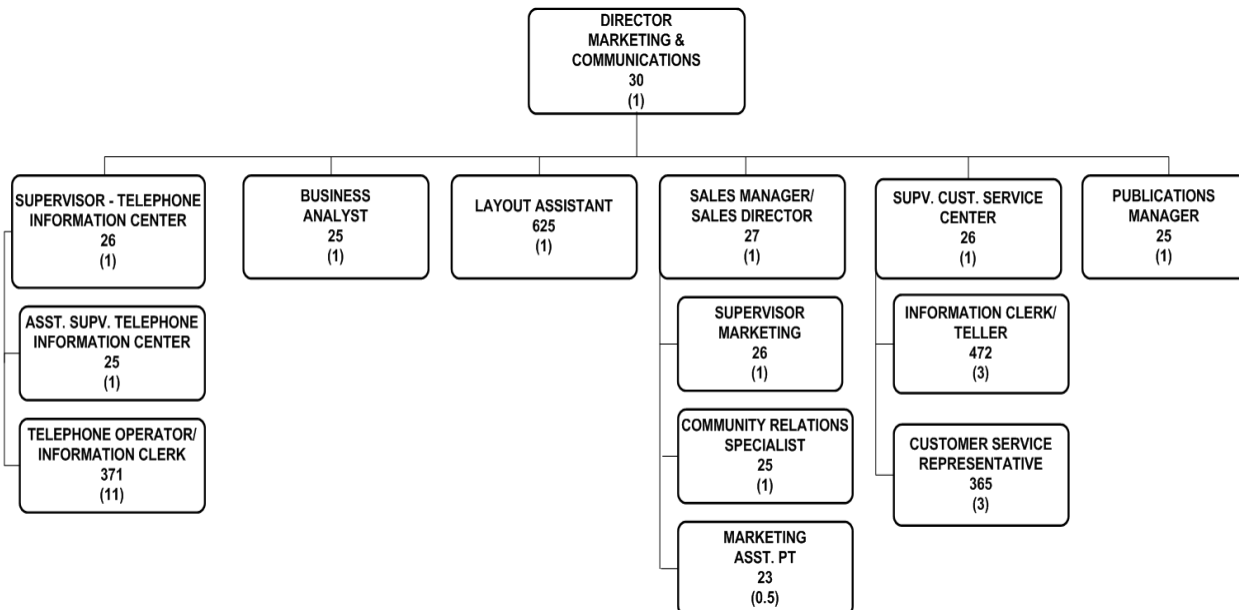 DIRECTOR
MARKETING &
COMMUNICATIONS
30
(1)
SUPERVISOR - TELEPHONE
INFORMATION CENTER
26
(1)
ASST. SUPV. TELEPHONE
INFORMATION CENTER
25
(1)
TELEPHONE OPERATOR/
INFORMATION CLERK
371
(11)
BUSINESS
ANALYST
25
(1)
LAYOUT ASSISTANT
625
(1)
SALES MANAGER/
SALES DIRECTOR
27
(1)
SUPERVISOR
MARKETING
26
(1)
COMMUNITY RELATIONS
SPECIALIST
25
(1)
MARKETING
ASST. PT
23
(0.5)
SUPV. CUST. SERVICE
CENTER
26
(1)
INFORMATION CLERK/
TELLER
472
(3)
CUSTOMER SERVICE
REPRESENTATIVE
365
(3)
PUBLICATIONS
MANAGER
25
(1)